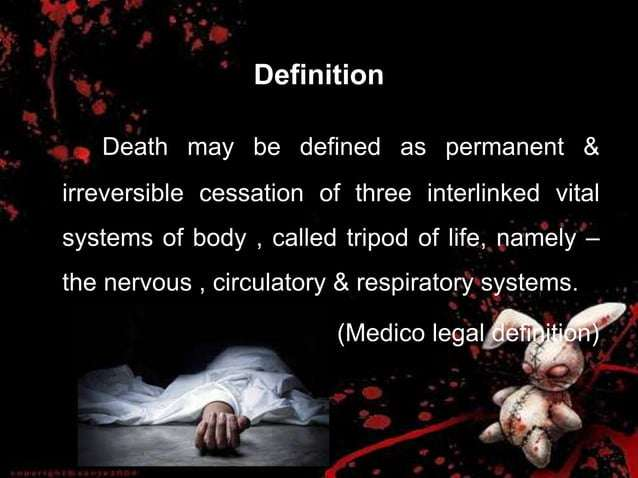 Definition
Death may be defined as permanent &
irreversible cessation of three interlinked vital
systems of body , called tripod of life, namely –
the nervous , circulatory & respiratory systems.
(Medico legal definition)